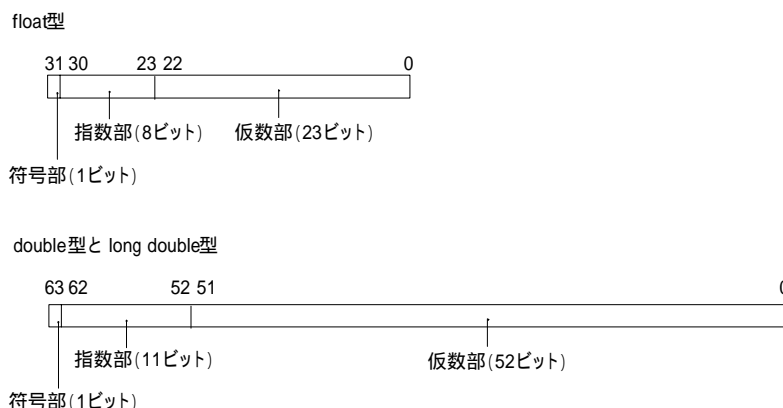 float型
31 30 23 22 0
指数部(8ビット) 仮数部(23ビット)
符号部(1ビット)
double型と long double型
63 62 52 51 0
指数部(11ビット) 仮数部(52ビット)
符号部(1ビット)